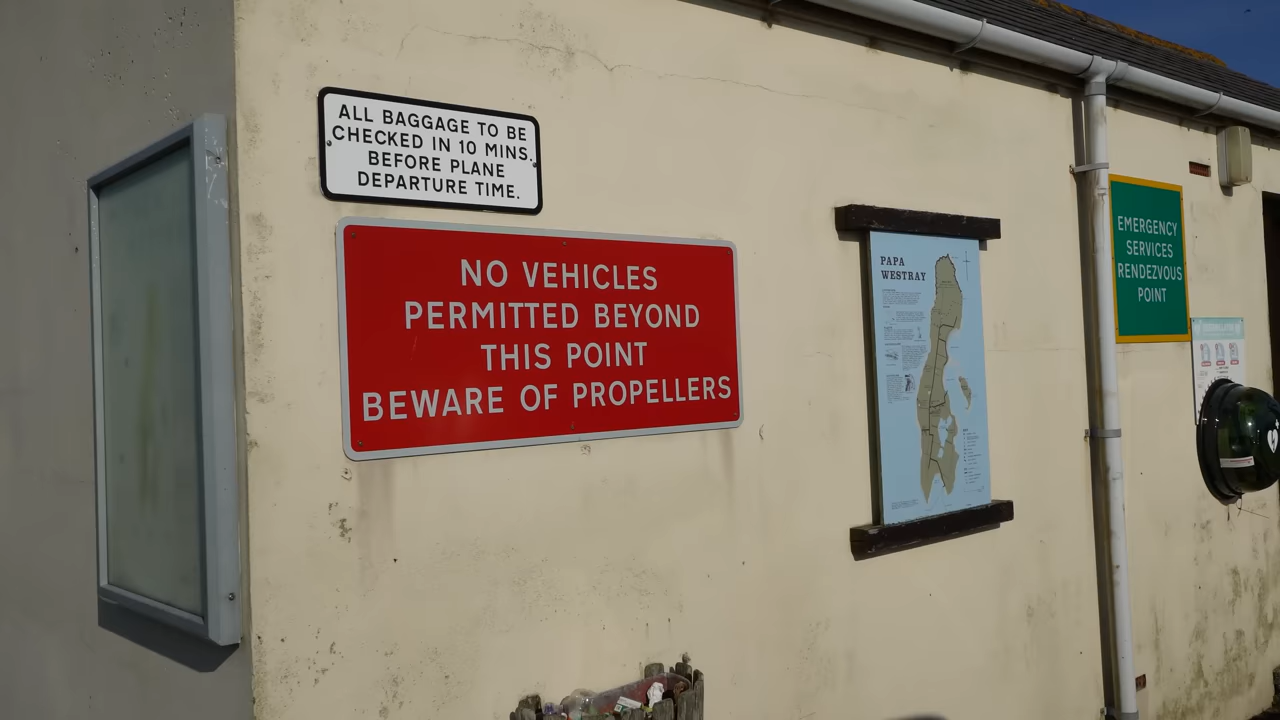 ALL BAGGAGE TO BE
CHECKED IN 10 MINS.
BEFORE PLANE
DEPARTURE TIME.
NO VEHICLES
PERMITTED BEYOND
THIS POINT
BEWARE OF PROPELLERS
PAPA
WESTRAY
EMERGENCY
SERVICES
RENDEZVOUS
POINT